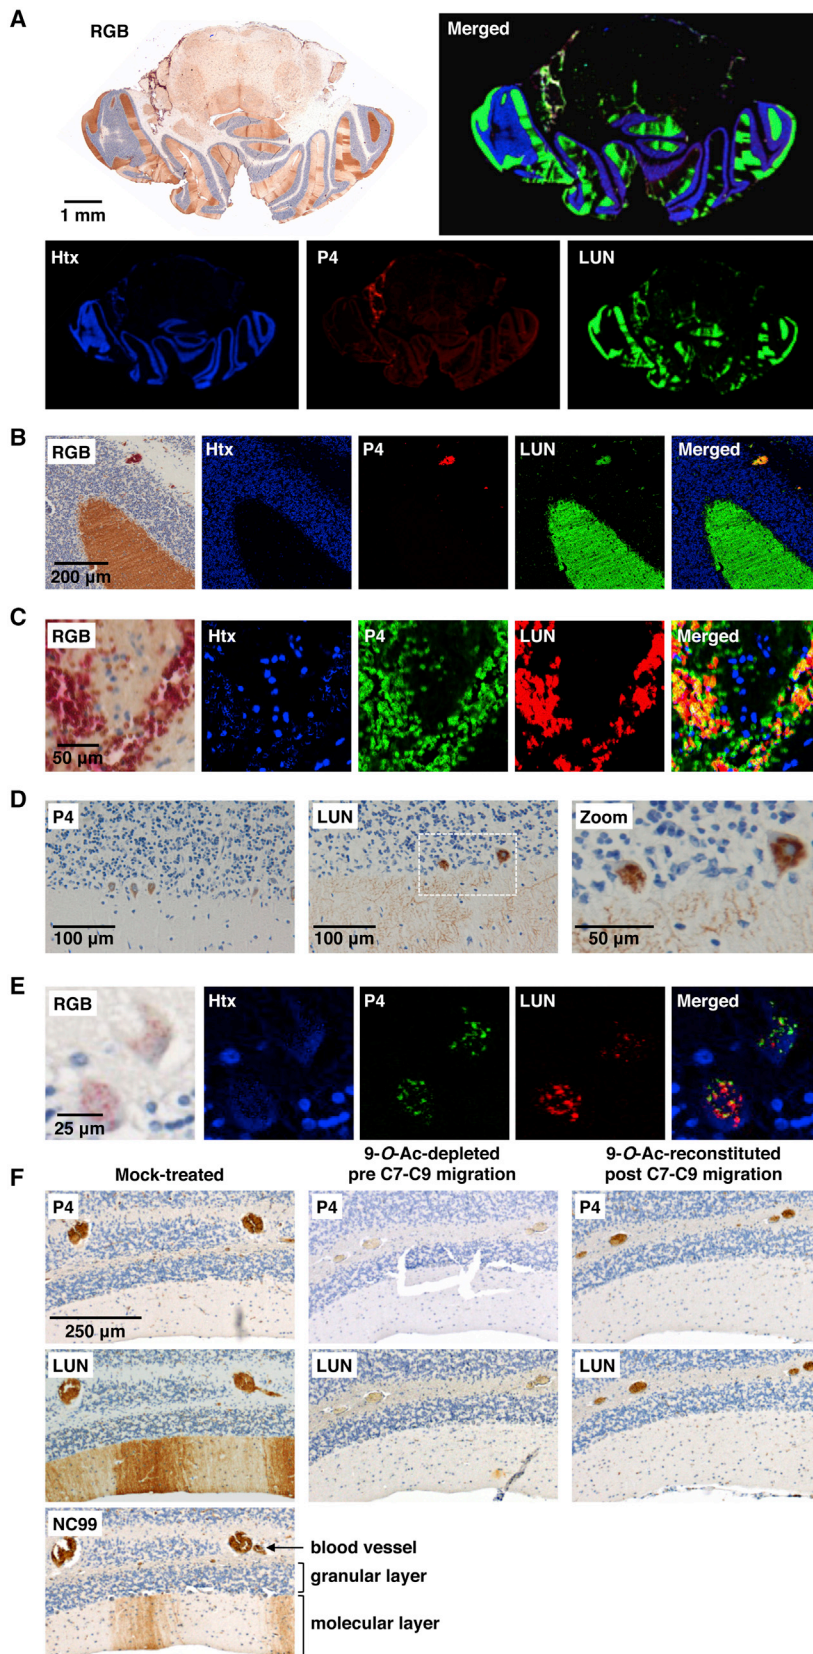 A
RGB
Merged
1 mm
Htx
P4
LUN
B
RGB
Htx
P4
LUN
Merged
200 µm
C
RGB
Htx
P4
LUN
Merged
50 µm
D
P4
LUN
Zoom
100 µm
100 µm
50 µm
E
RGB
Htx
P4
LUN
Merged
25 µm
F
Mock-treated
9-O-Ac-depleted
pre C7-C9 migration
9-O-Ac-reconstituted
post C7-C9 migration
P4
P4
P4
250 µm
LUN
LUN
LUN
NC99
blood vessel
granular layer
molecular layer